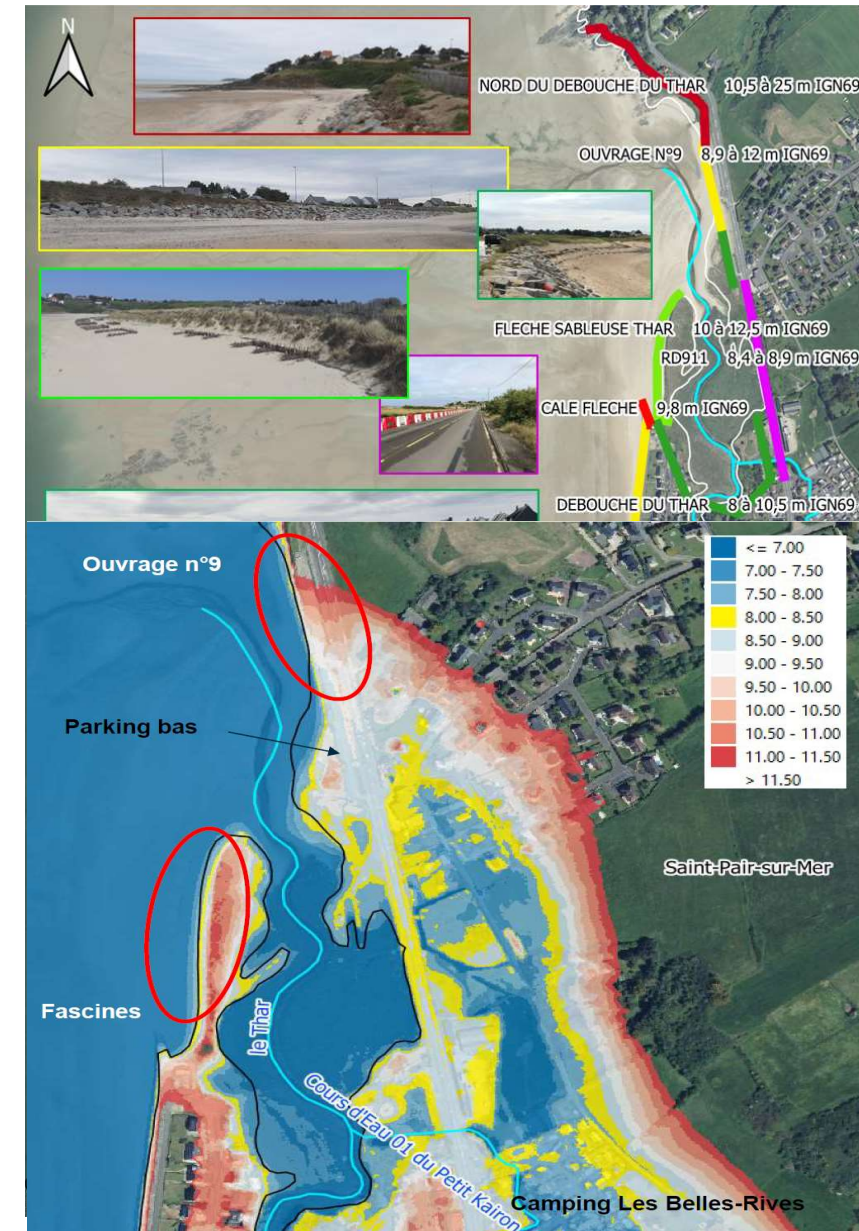 N
NORD DU DEBOUCHE DU THAR 10,5 à 25 m IGN69
OUVRAGE N°9 8,9 à 12 m IGN69
FLECHE SABLEUSE THAR 10 à 12,5 m IGN69
RD911 8,4 à 8,9 m IGN69
CALE FLECHE 9,8 m IGN69
DEBOUCHE DU THAR 8 à 10,5 m IGN69
Ouvrage n°9
<= 7.00
7.00 - 7.50
7.50 - 8.00
8.00 - 8.50
8.50 - 9.00
9.00 - 9.50
9.50 - 10.00
10.00 - 10.50
10.50 - 11.00
11.00 - 11.50
> 11.50
Parking bas
Saint-Pair-sur-Mer
Fascines
le Thar
Cours d'Eau 01 du Petit Kairon
Camping Les Belles-Rives